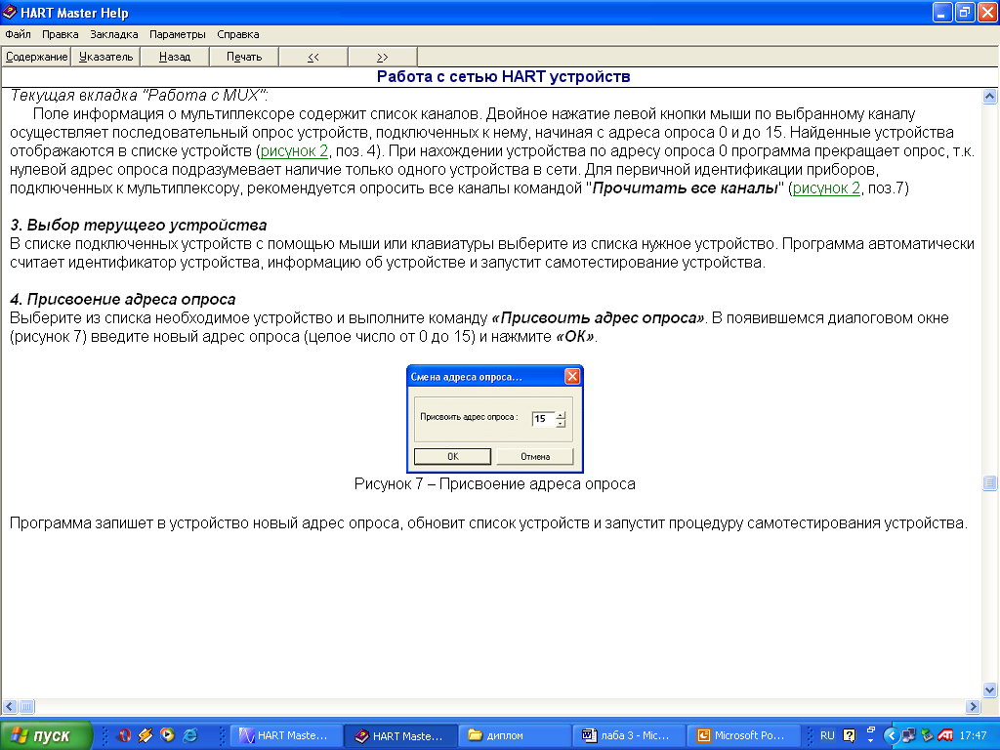 HART Master Help
Файл Правка Закладка Параметры Справка
Содержание Указатель Назад Печать << >>
Работа с сетью HART устройств
Текущая вкладка "Работа с MUX":
Поле информация о мультиплексоре содержит список каналов. Двойное нажатие левой кнопки мыши по выбранному каналу
осуществляет последовательный опрос устройств, подключенных к нему, начиная с адреса опроса 0 и до 15. Найденные устройства
отображаются в списке устройств (рисунок 2, поз. 4). При нахождении устройства по адресу опроса 0 программа прекращает опрос, т.к.
нулевой адрес опроса подразумевает наличие только одного устройства в сети. Для первичной идентификации приборов,
подключенных к мультиплексору, рекомендуется опросить все каналы командой "Прочитать все каналы" (рисунок 2, поз.7)
3. Выбор терущего устройства
В списке подключенных устройств с помощью мыши или клавиатуры выберите из списка нужное устройство. Программа автоматически
считает идентификатор устройства, информацию об устройстве и запустит самотестирование устройства.
4. Присвоение адреса опроса
Выберите из списка необходимое устройство и выполните команду «Присвоить адрес опроса». В появившемся диалоговом окне
(рисунок 7) введите новый адрес опроса (целое число от 0 до 15) и нажмите «ОК».
Смена адреса опроса...
Присвоить адрес опроса : 15
ОК Отмена
Рисунок 7 – Присвоение адреса опроса
Программа запишет в устройство новый адрес опроса, обновит список устройств и запустит процедуру самотестирования устройства.
пуск HART Maste... HART Maste... диплом лаба 3 - Mic... Microsoft Po... RU 17:47